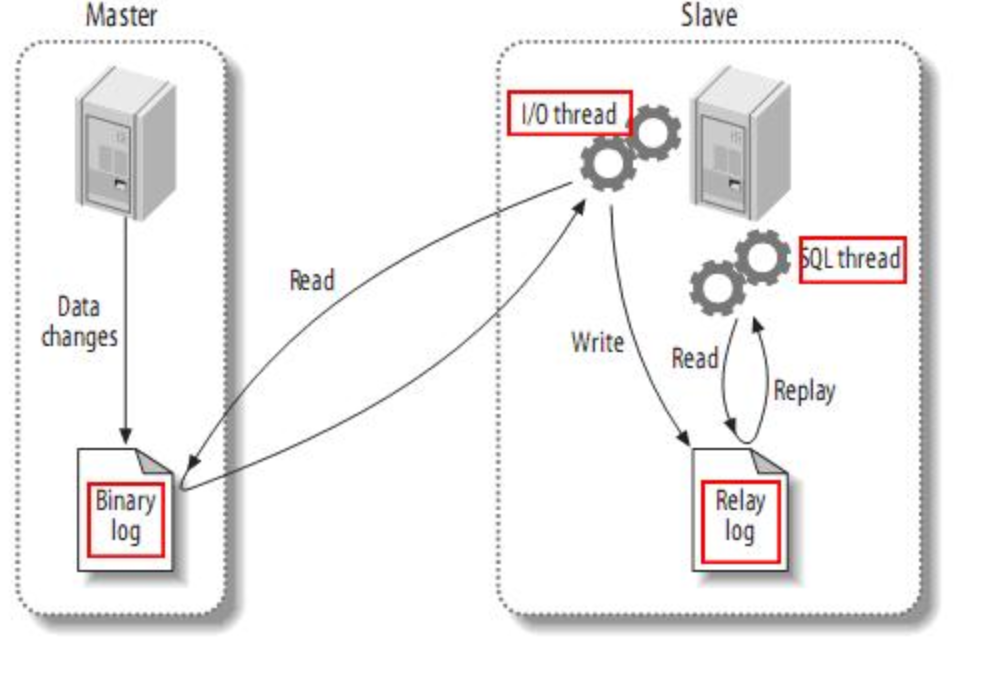 Master
Slave
I/O thread
SQL thread
Read
Data
changes
Write
Read
Replay
Binary
log
Relay
log